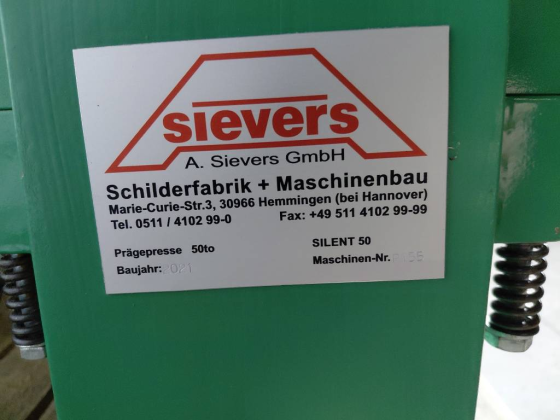 sievers
A. Sievers GmbH
Schilderfabrik + Maschinenbau
Marie-Curie-Str.3, 30966 Hemmingen (bei Hannover)
Tel. 0511 / 4102 99-0 Fax: +49 511 4102 99-99
Prägepresse 50to SILENT 50
Baujahr: 2021 Maschinen-Nr.